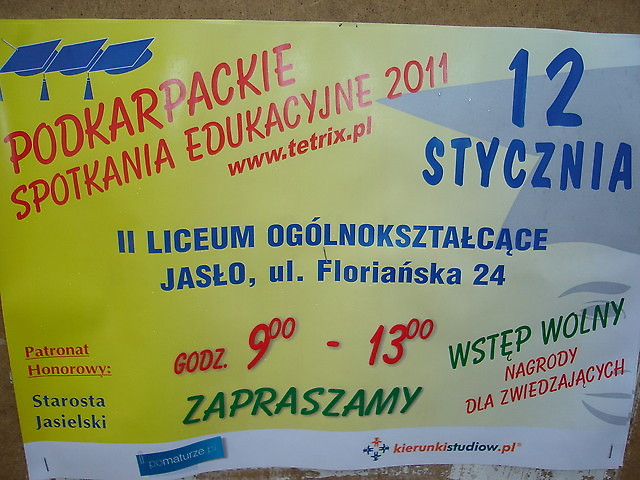 PODKARPACKIE
SPOTKANIA EDUKACYJNE 2011
www.tetrix.pl
12
STYCZNIA
II LICEUM OGÓLNOKSZTAŁCĄCE
JASŁO, ul. Floriańska 24
GODZ. 9⁰⁰ - 13⁰⁰
ZAPRASZAMY
WSTĘP WOLNY
NAGRODY
DLA ZWIEDZAJĄCYCH
Patronat
Honorowy:
Starosta
Jasielski
pomaturze.pl
kierunkistudiow.pl®